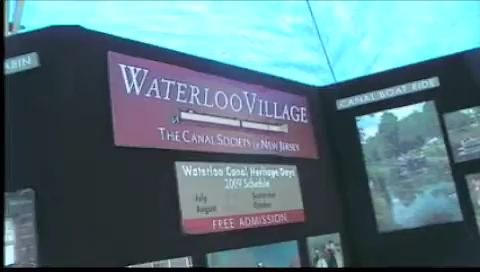 ABIN
WATERLOO VILLAGE
THE CANAL SOCIETY OF NEW JERSEY
CANAL BOAT RIDE
Waterloo Canal Heritage Days
2009 Schedule
July September
August October
FREE ADMISSION